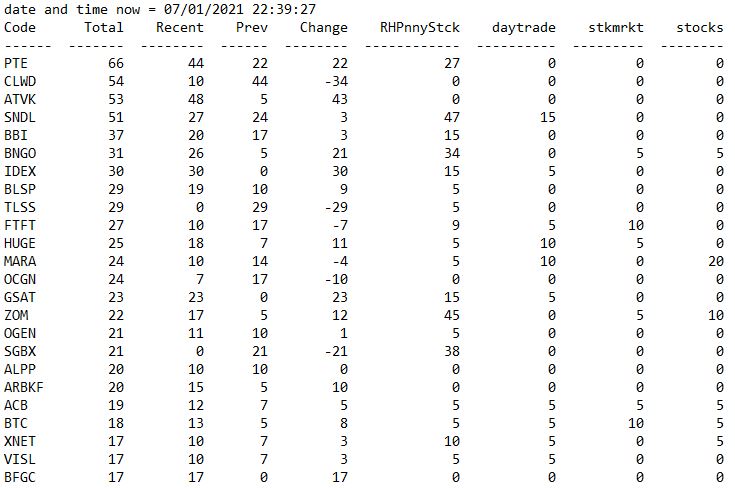 date and time now = 07/01/2021 22:39:27
Code Total Recent Prev Change RHPnnyStck daytrade stkmrkt stocks
------ ------- -------- ------ -------- ------------ ---------- --------- --------
PTE 66 44 22 22 27 0 0 0
CLWD 54 10 44 -34 0 0 0 0
ATVK 53 48 5 43 0 0 0 0
SNDL 51 27 24 3 47 15 0 0
BBI 37 20 17 3 15 0 0 0
BNGO 31 26 5 21 34 0 5 5
IDEX 30 30 0 30 15 5 0 0
BLSP 29 19 10 9 5 0 0 0
TLSS 29 0 29 -29 5 0 0 0
FTFT 27 10 17 -7 9 5 10 0
HUGE 25 18 7 11 5 10 5 0
MARA 24 10 14 -4 5 10 0 20
OCGN 24 7 17 -10 0 0 0 0
GSAT 23 23 0 23 15 5 0 0
ZOM 22 17 5 12 45 0 5 10
OGEN 21 11 10 1 5 0 0 0
SGBX 21 0 21 -21 38 0 0 0
ALPP 20 10 10 0 0 0 0 0
ARBKF 20 15 5 10 0 0 0 0
ACB 19 12 7 5 5 5 5 5
BTC 18 13 5 8 5 5 10 5
XNET 17 10 7 3 10 5 0 5
VISL 17 10 7 3 5 5 0 0
BFGC 17 17 0 17 0 0 0 0